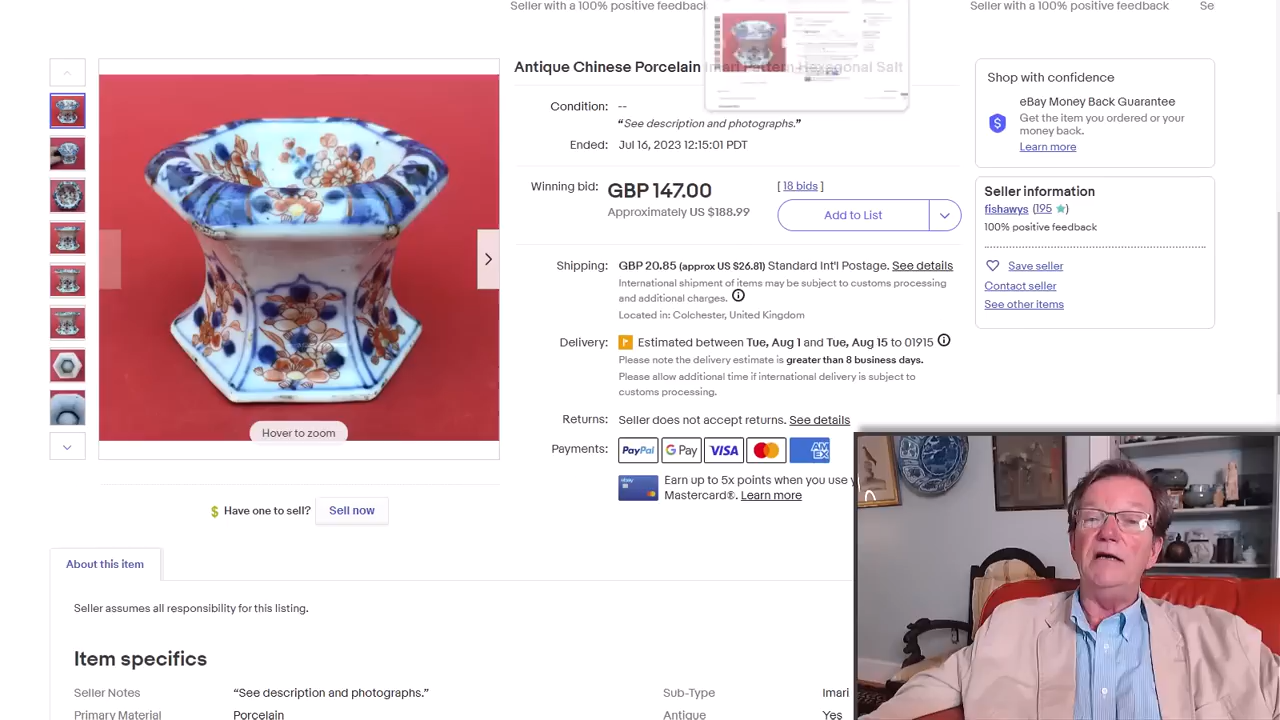 Seller with a 100% positive feedback
Seller with a 100% positive feedback
Se
Antique Chinese Porcelain Imari Pattern Hexagonal Salt
Condition: --
“See description and photographs.”
Ended: Jul 16, 2023 12:15:01 PDT
Winning bid: GBP 147.00 [ 18 bids ]
Approximately US $188.99
Add to List
Shipping: GBP 20.85 (approx US $26.81) Standard Int'l Postage. See details
International shipment of items may be subject to customs processing
and additional charges.
Located in: Colchester, United Kingdom
Delivery: Estimated between Tue, Aug 1 and Tue, Aug 15 to 01915
Please note the delivery estimate is greater than 8 business days.
Please allow additional time if international delivery is subject to
customs processing.
Returns: Seller does not accept returns. See details
Payments: PayPal G Pay VISA AM EX
Earn up to 5x points when you use y
Mastercard®. Learn more
Shop with confidence
eBay Money Back Guarantee
Get the item you ordered or your
money back.
Learn more
Seller information
fishawys (195 )
100% positive feedback
Save seller
Contact seller
See other items
Hover to zoom
Have one to sell? Sell now
About this item
Seller assumes all responsibility for this listing.
Item specifics
Seller Notes “See description and photographs.” Sub-Type Imari
Primary Material Porcelain Antique Yes